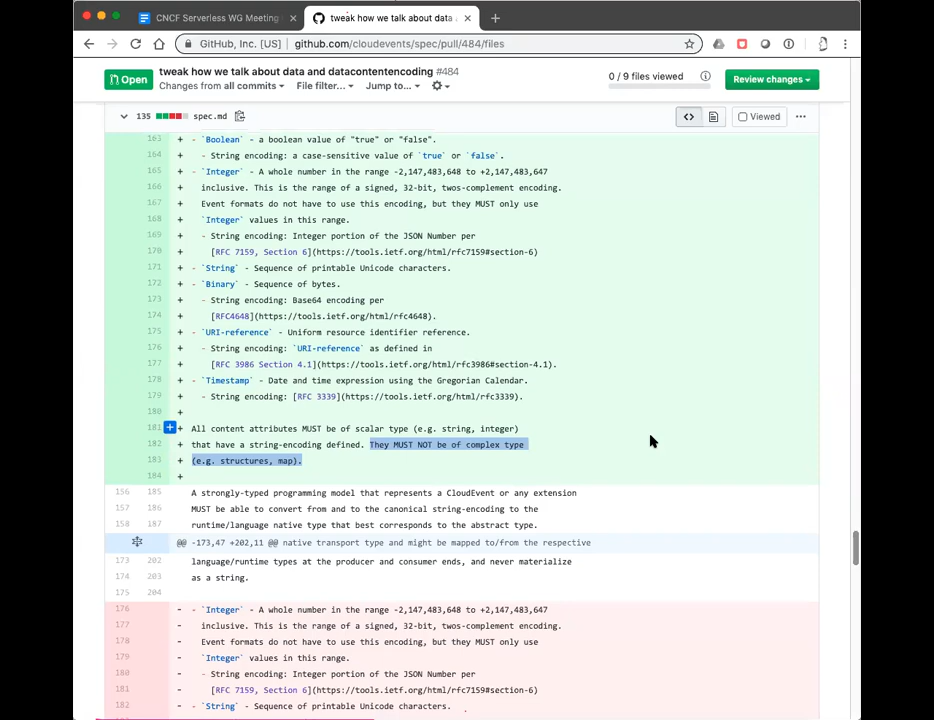 CNCF Serverless WG Meeting
tweak how we talk about data
GitHub, Inc. [US] | github.com/cloudevents/spec/pull/484/files
Open
tweak how we talk about data and datacontentencoding #484
Changes from all commits
File filter...
Jump to...
0 / 9 files viewed
Review changes
135
spec.md
Viewed
163 + - `Boolean` - a boolean value of "true" or "false".
164 + - String encoding: a case-sensitive value of `true` or `false`.
165 + - `Integer` - A whole number in the range -2,147,483,648 to +2,147,483,647
166 + inclusive. This is the range of a signed, 32-bit, twos-complement encoding.
167 + Event formats do not have to use this encoding, but they MUST only use
168 + `Integer` values in this range.
169 + - String encoding: Integer portion of the JSON Number per
170 + [RFC 7159, Section 6](https://tools.ietf.org/html/rfc7159#section-6)
171 + - `String` - Sequence of printable Unicode characters.
172 + - `Binary` - Sequence of bytes.
173 + - String encoding: Base64 encoding per
174 + [RFC4648](https://tools.ietf.org/html/rfc4648).
175 + - `URI-reference` - Uniform resource identifier reference.
176 + - String encoding: `URI-reference` as defined in
177 + [RFC 3986 Section 4.1](https://tools.ietf.org/html/rfc3986#section-4.1).
178 + - `Timestamp` - Date and time expression using the Gregorian Calendar.
179 + - String encoding: [RFC 3339](https://tools.ietf.org/html/rfc3339).
180 +
181 + All content attributes MUST be of scalar type (e.g. string, integer)
182 + that have a string-encoding defined. They MUST NOT be of complex type
183 + (e.g. structures, map).
184 +
156 185 A strongly-typed programming model that represents a CloudEvent or any extension
157 186 MUST be able to convert from and to the canonical string-encoding to the
158 187 runtime/language native type that best corresponds to the abstract type.
@@ -173,47 +202,11 @@ native transport type and might be mapped to/from the respective
173 202 language/runtime types at the producer and consumer ends, and never materialize
174 203 as a string.
175 204
176 - - `Integer` - A whole number in the range -2,147,483,648 to +2,147,483,647
177 - inclusive. This is the range of a signed, 32-bit, twos-complement encoding.
178 - Event formats do not have to use this encoding, but they MUST only use
179 - `Integer` values in this range.
180 - - String encoding: Integer portion of the JSON Number per
181 - [RFC 7159, Section 6](https://tools.ietf.org/html/rfc7159#section-6)
182 - - `String` - Sequence of printable Unicode characters.